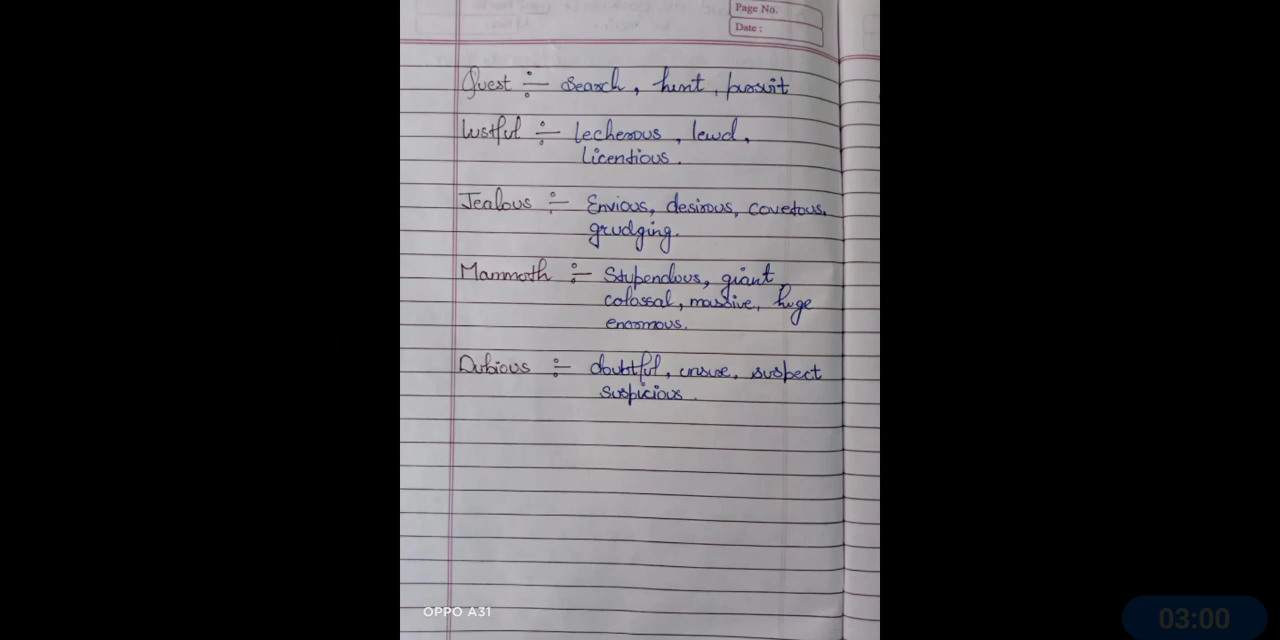 Page No.
Date :
Quest :- Search, hunt, prosuit
Lustful :- Lecherous, lewd,
Licentious.
Jealous :- Envious, desirous, covetous,
grudging.
Mammoth :- Stupendous, giant,
colossal, massive, huge
enormous.
Dubious :- doubtful, unsure, suspect
suspicious.
OPPO A31
03:00